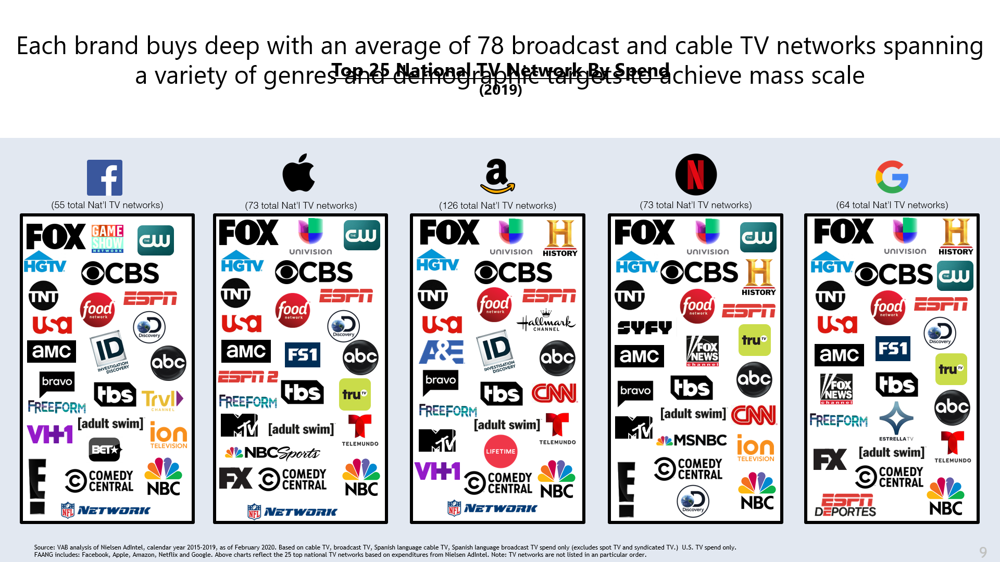 Each brand buys deep with an average of 78 broadcast and cable TV networks spanning
a variety of genres and demographic targets to achieve mass scale
Top 25 National TV Network By Spend
(2019)
(55 total Nat'l TV networks)
(73 total Nat'l TV networks)
(126 total Nat'l TV networks)
(73 total Nat'l TV networks)
(64 total Nat'l TV networks)
FOX
GAME
SHOW
NETWORK
THE CW
HGTV
CBS
TNT
food
network
ESPN
usa
Discovery
aMC
ID
INVESTIGATION
DISCOVERY
abc
bravo
tbs
Trvl
CHANNEL
FREEFORM
[adult swim]
VH1
ion
TELEVISION
BET
E!
COMEDY
CENTRAL
NBC
NFL NETWORK
FOX
UNIVISION
THE CW
HGTV
CBS
TNT
food
network
ESPN
usa
Discovery
aMC
FS1
abc
ESPN 2
tbs
tru TV
FREEFORM
MTV
[adult swim]
TELEMUNDO
NBC Sports
FX
COMEDY
CENTRAL
NBC
NFL NETWORK
FOX
UNIVISION
H
HISTORY
HGTV
CBS
TNT
food
network
ESPN
usa
Hallmark
CHANNEL
A&E
ID
INVESTIGATION
DISCOVERY
abc
bravo
tbs
CNN
FREEFORM
[adult swim]
TELEMUNDO
MTV
LIFETIME
VH1
COMEDY
CENTRAL
NBC
NFL NETWORK
N
FOX
UNIVISION
THE CW
HGTV
CBS
H
HISTORY
TNT
food
network
ESPN
SYFY
FOX
NEWS
channel
tru TV
aMC
abc
bravo
tbs
[adult swim]
CNN
MTV
MSNBC
ion
TELEVISION
E!
COMEDY
CENTRAL
NBC
Discovery
G
FOX
UNIVISION
H
HISTORY
HGTV
CBS
THE CW
TNT
food
network
ESPN
usa
Discovery
aMC
FS1
tru TV
FOX
NEWS
channel
tbs
abc
FREEFORM
ESTRELLA TV
TELEMUNDO
FX
[adult swim]
COMEDY
CENTRAL
ESPN
DEPORTES
NBC
Source: VAB analysis of Nielsen AdIntel, calendar year 2015-2019, as of February 2020. Based on cable TV, broadcast TV, Spanish language cable TV, Spanish language broadcast TV spend only (excludes spot TV and syndicated TV.) U.S. TV spend only.
FAANG includes: Facebook, Apple, Amazon, Netflix and Google. Above charts reflect the 25 top national TV networks based on expenditures from Nielsen AdIntel. Note: TV networks are not listed in an particular order.
9